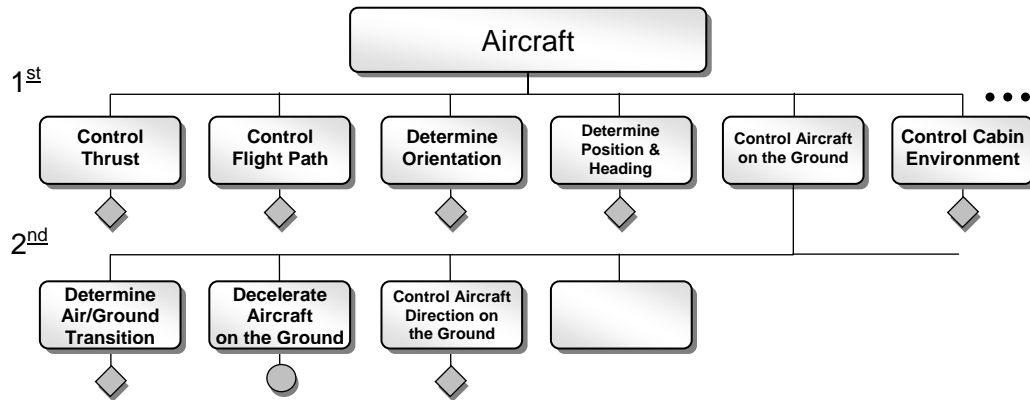 Aircraft
1st
Control
Thrust
Control
Flight Path
Determine
Orientation
Determine
Position &
Heading
Control Aircraft
on the Ground
Control Cabin
Environment
2nd
Determine
Air/Ground
Transition
Decelerate
Aircraft
on the Ground
Control Aircraft
Direction on
the Ground